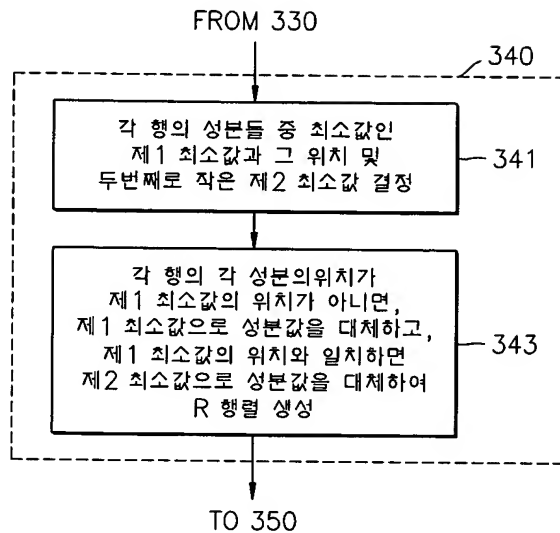 FROM 330
340
각 행의 성분들 중 최소값인
제1 최소값과 그 위치 및
두번째로 작은 제2 최소값 결정
341
각 행의 각 성분의위치가
제1 최소값의 위치가 아니면,
제1 최소값으로 성분값을 대체하고,
제1 최소값의 위치와 일치하면
제2 최소값으로 성분값을 대체하여
R 행렬 생성
343
TO 350